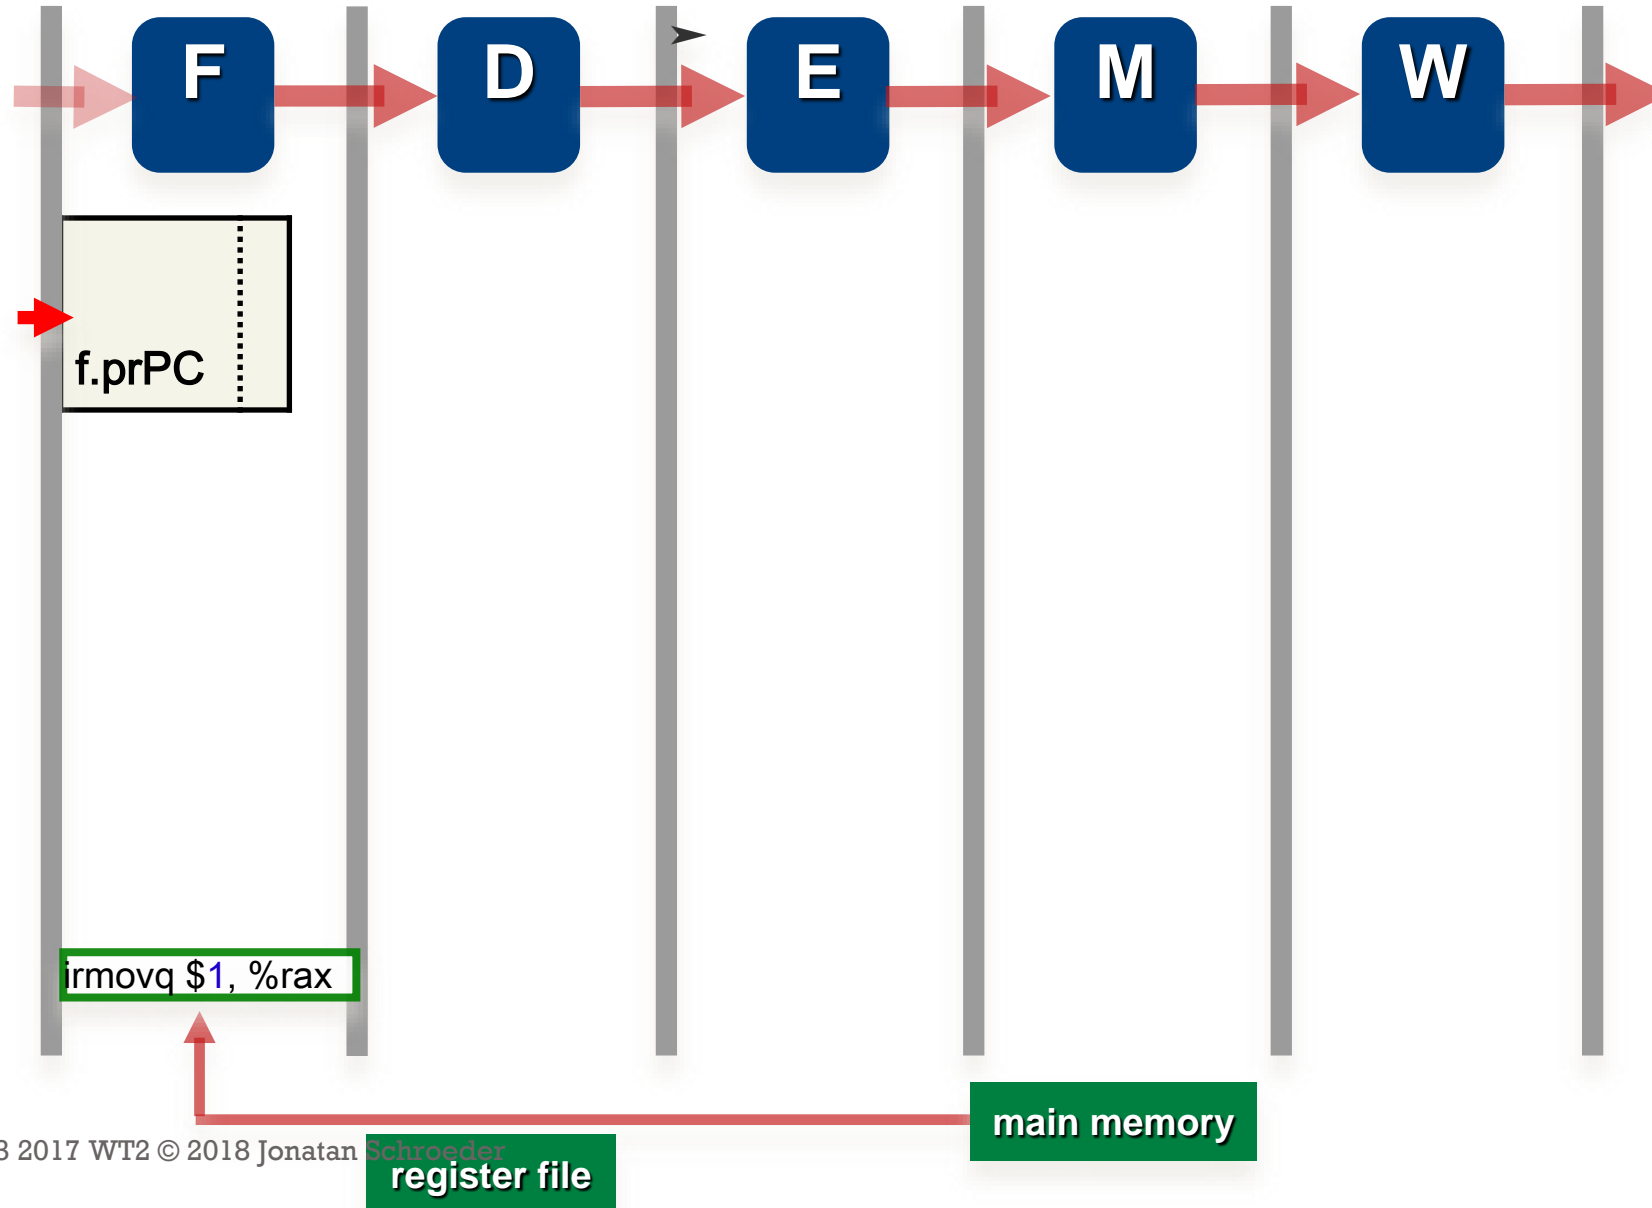 F D E M W
f.prPC
irmovq $1, %rax
main memory
3 2017 WT2 © 2018 Jonatan Schroeder
register file